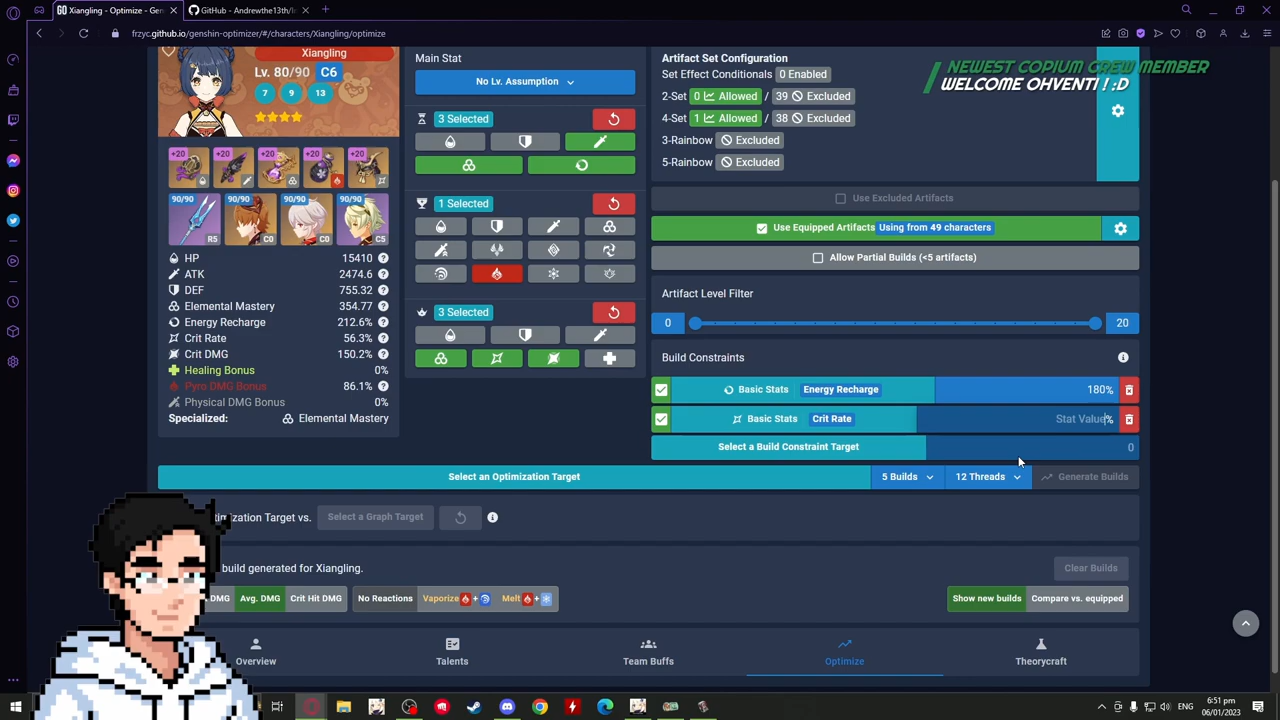 GO Xiangling - Optimize - Gen
GitHub - Andrewthe13th/I
frzyc.github.io/genshin-optimizer/#/characters/Xiangling/optimize
NEWEST COPIUM CREW MEMBER
WELCOME OHVENTI ! :D
Xiangling
Lv. 80/90 C6
7 9 13
+20 +20 +20 +20 +20
90/90 90/90 90/90 90/90
R5 C0 C0 C5
HP 15410
ATK 2474.6
DEF 755.32
Elemental Mastery 354.77
Energy Recharge 212.6%
Crit Rate 56.3%
Crit DMG 150.2%
Healing Bonus 0%
Pyro DMG Bonus 86.1%
Physical DMG Bonus 0%
Specialized: Elemental Mastery
Main Stat
No Lv. Assumption
3 Selected
1 Selected
3 Selected
Artifact Set Configuration
Set Effect Conditionals 0 Enabled
2-Set 0 Allowed / 39 Excluded
4-Set 1 Allowed / 38 Excluded
3-Rainbow Excluded
5-Rainbow Excluded
Use Excluded Artifacts
Use Equipped Artifacts Using from 49 characters
Allow Partial Builds (<5 artifacts)
Artifact Level Filter
0 20
Build Constraints
Basic Stats Energy Recharge 180%
Basic Stats Crit Rate Stat Value%
Select a Build Constraint Target 0
Select an Optimization Target 5 Builds 12 Threads Generate Builds
imization Target vs. Select a Graph Target
build generated for Xiangling. Clear Builds
DMG Avg. DMG Crit Hit DMG No Reactions Vaporize + Melt + Show new builds Compare vs. equipped
Overview Talents Team Buffs Optimize Theorycraft
ENG 6:51 pm
06/01/2023